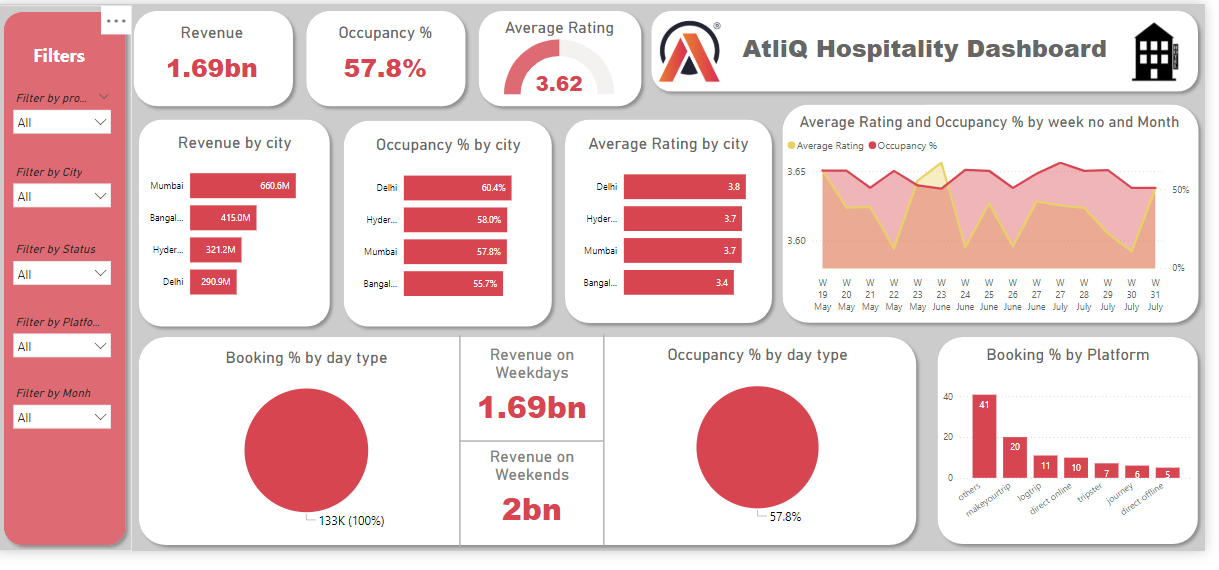 ...
Filters
Filter by pro...
All
Filter by City
All
Filter by Status
All
Filter by Platfo...
All
Filter by Monh
All
Revenue
1.69bn
Occupancy %
57.8%
Average Rating
3.62
®
AtliQ Hospitality Dashboard
Revenue by city
Mumbai 660.6M
Bangal... 415.0M
Hyder... 321.2M
Delhi 290.9M
Occupancy % by city
Delhi 60.4%
Hyder... 58.0%
Mumbai 57.8%
Bangal... 55.7%
Average Rating by city
Delhi 3.8
Hyder... 3.7
Mumbai 3.7
Bangal... 3.4
Average Rating and Occupancy % by week no and Month
Average Rating Occupancy %
3.65
50%
3.60
0%
W W W W W W W W W W W W W W W
19 20 21 22 23 23 24 25 26 27 27 28 29 30 31
May May May May May June June June June June July July July July July
Booking % by day type
133K (100%)
Revenue on
Weekdays
1.69bn
Revenue on
Weekends
2bn
Occupancy % by day type
57.8%
Booking % by Platform
40
20
0
41 20 11 10 7 6 5
others
makeyourtrip
logtrip
direct online
tripster
journey
direct offline